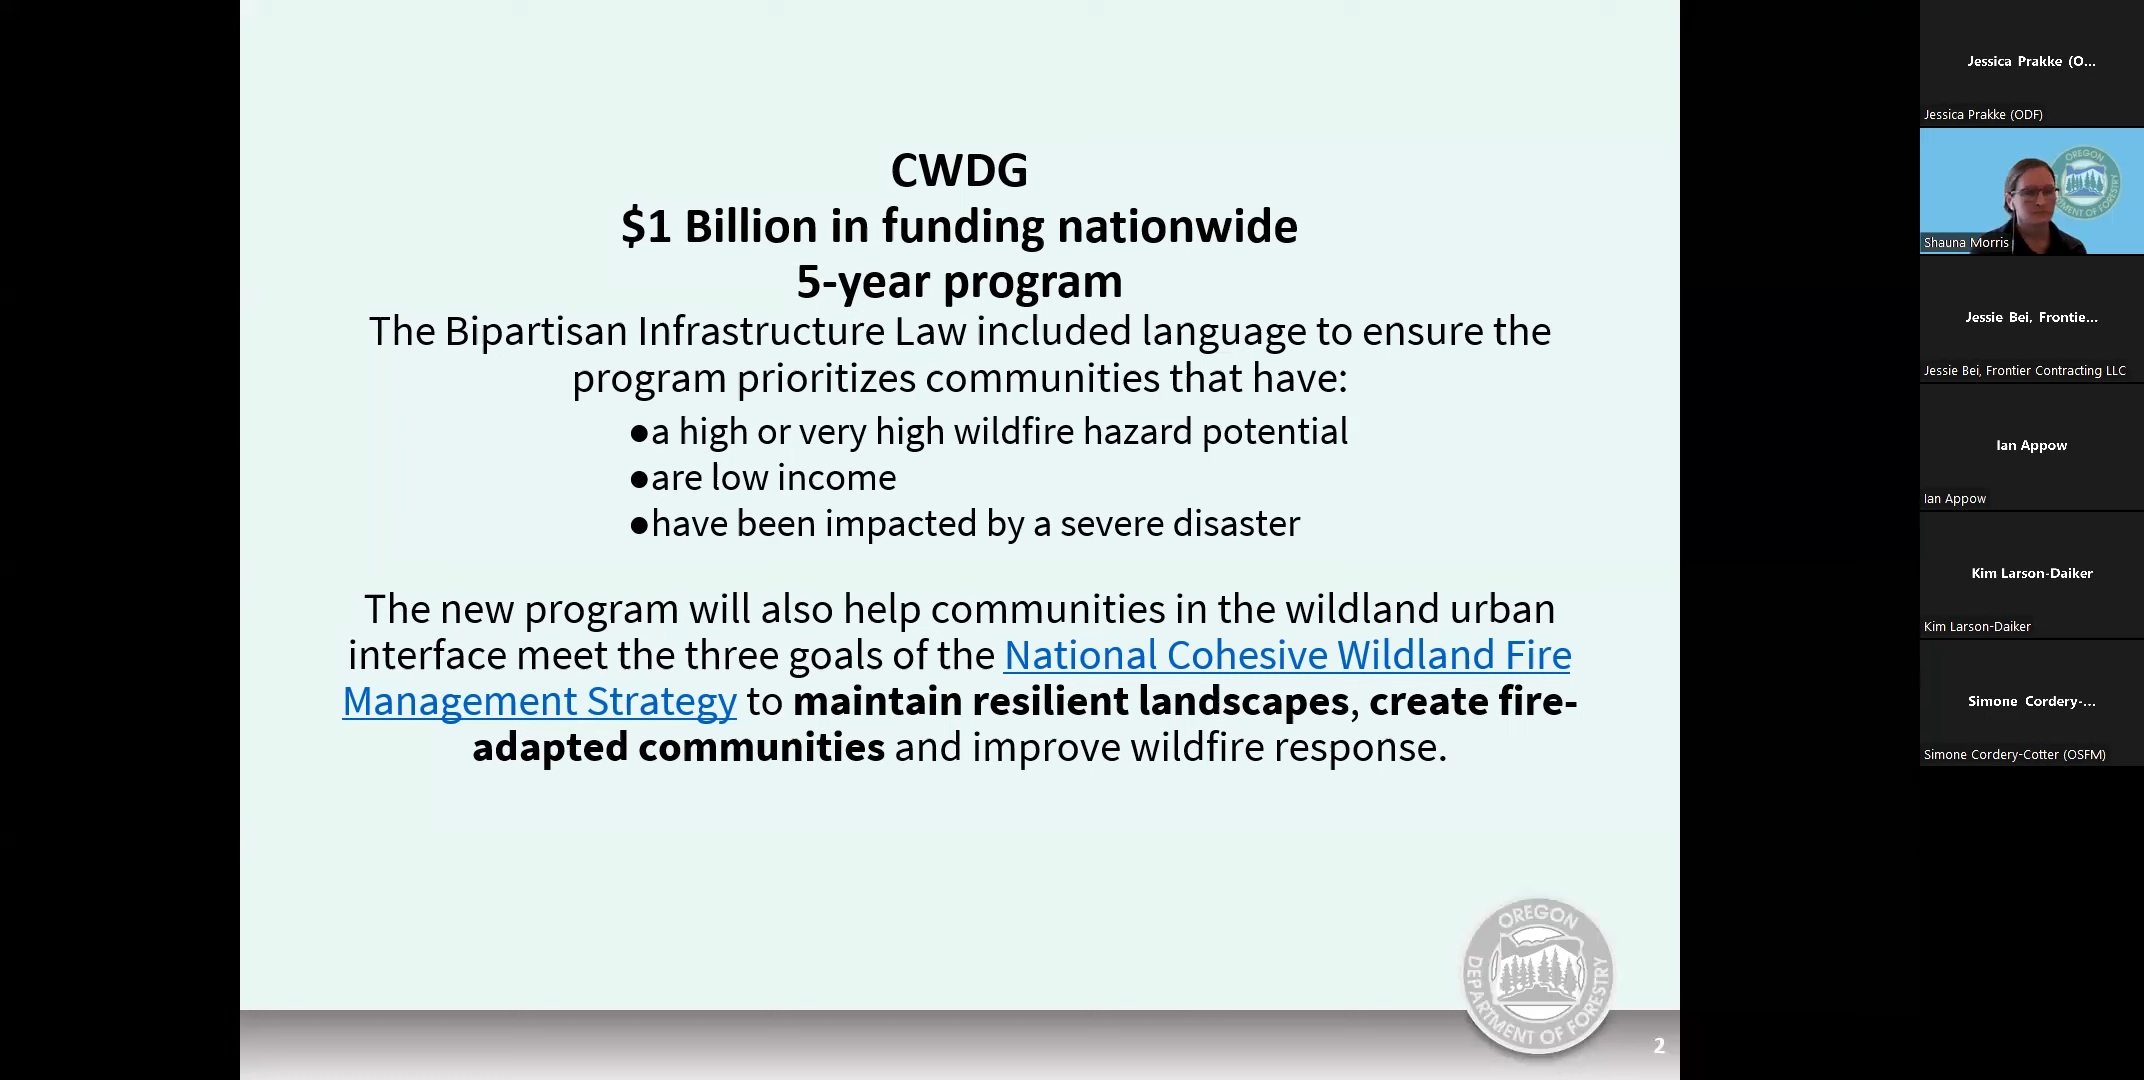 CWDG
$1 Billion in funding nationwide
5-year program
The Bipartisan Infrastructure Law included language to ensure the
program prioritizes communities that have:
●a high or very high wildfire hazard potential
●are low income
●have been impacted by a severe disaster
The new program will also help communities in the wildland urban
interface meet the three goals of the National Cohesive Wildland Fire
Management Strategy to maintain resilient landscapes, create fire-
adapted communities and improve wildfire response.
OREGON
DEPARTMENT OF FORESTRY
2
Jessica Prakke (O...
Jessica Prakke (ODF)
OREGON
MENT OF FORESTRY
Shauna Morris
Jessie Bei, Frontie...
Jessie Bei, Frontier Contracting LLC
Ian Appow
Ian Appow
Kim Larson-Daiker
Kim Larson-Daiker
Simone Cordery-...
Simone Cordery-Cotter (OSFM)